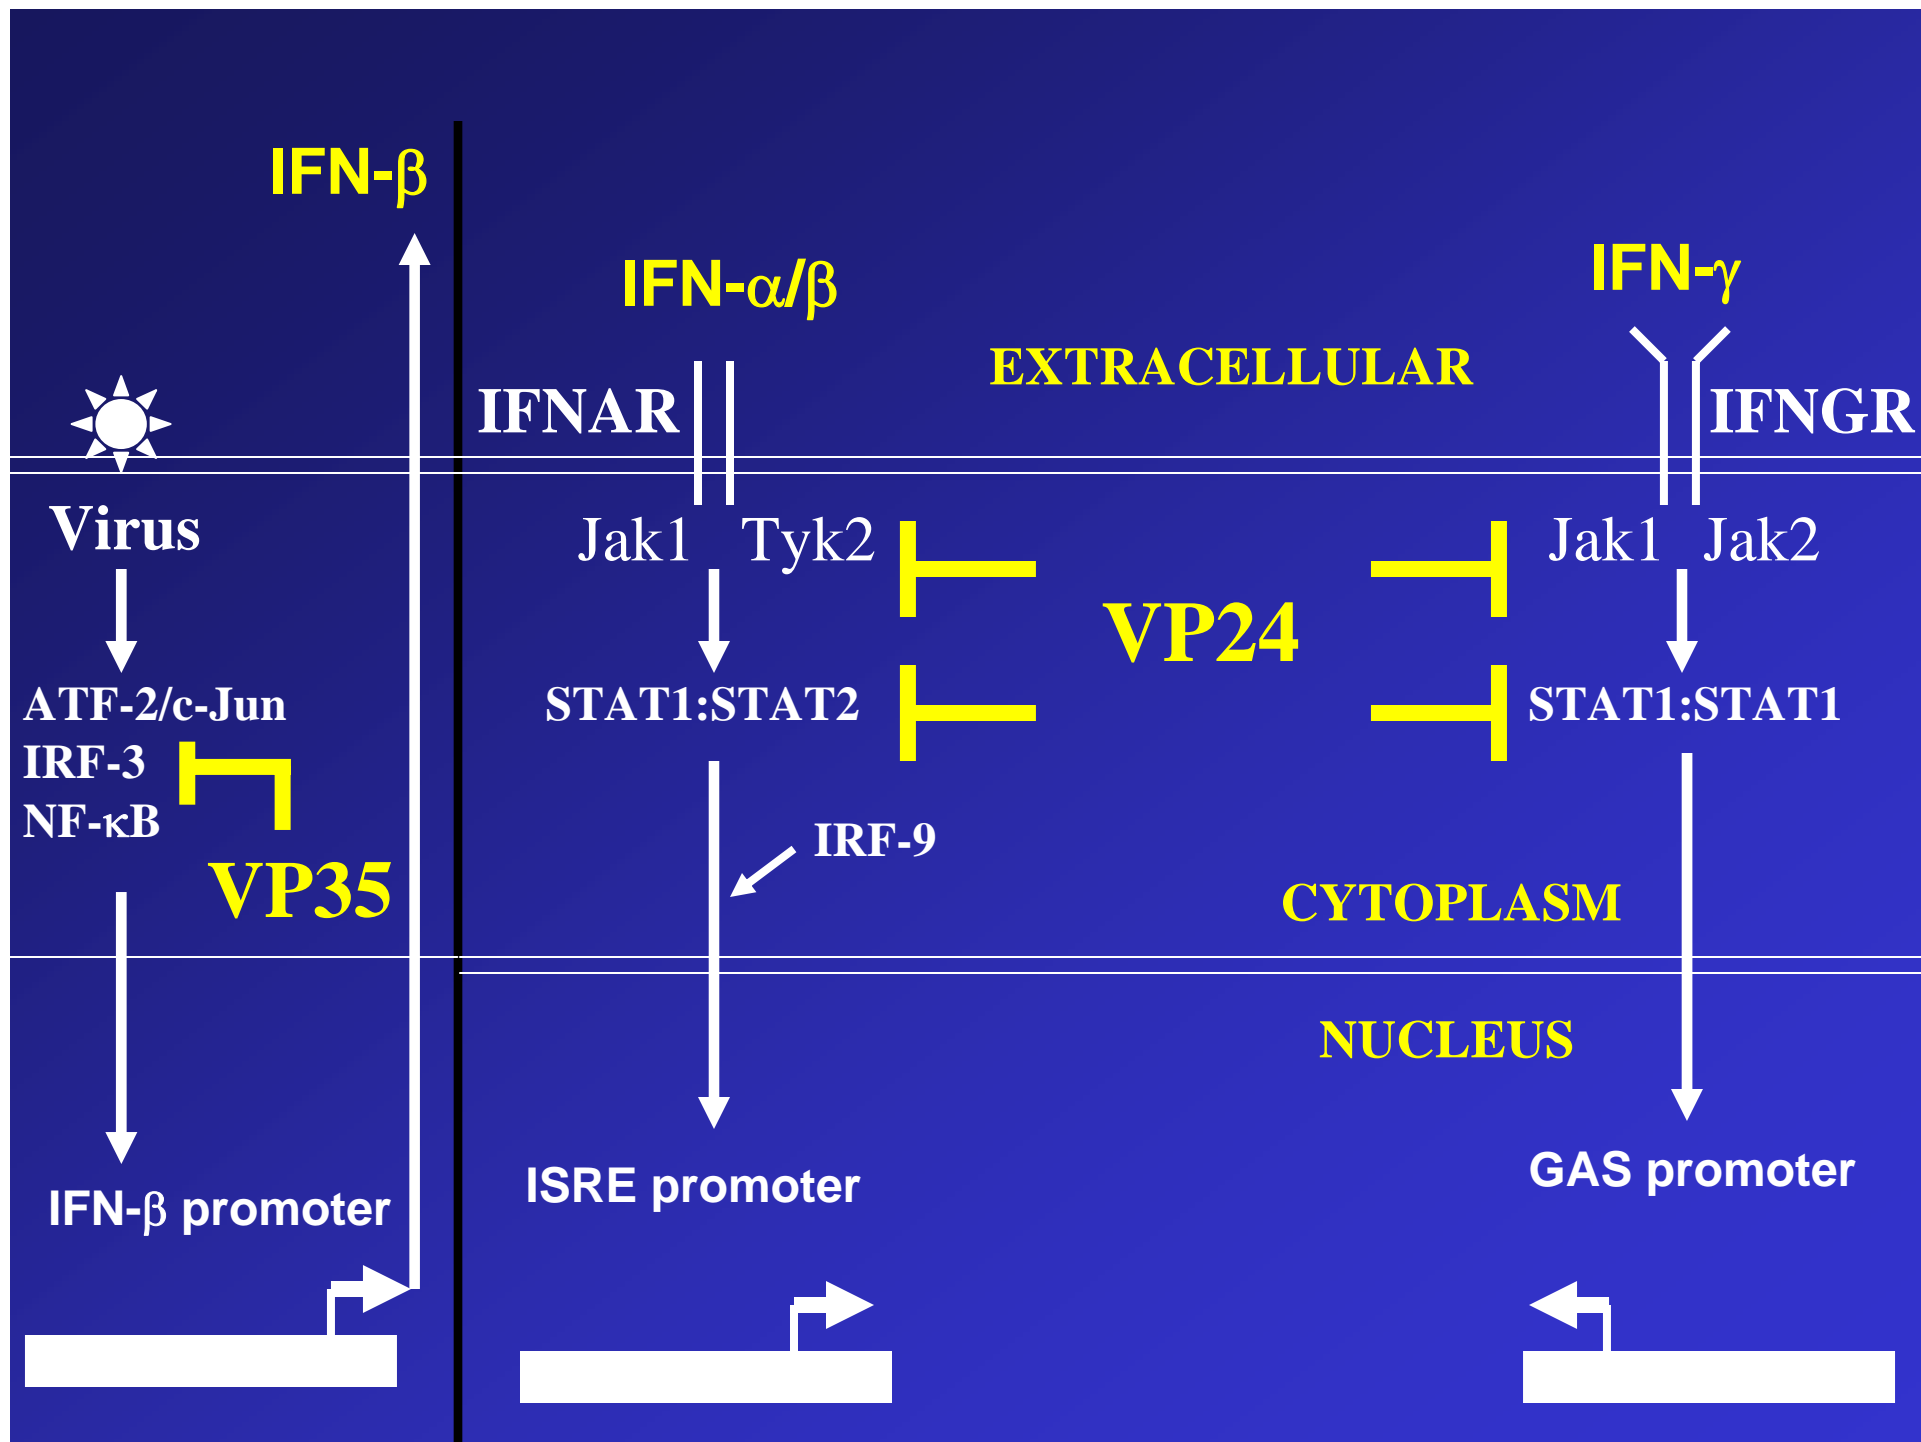 IFN-β
IFN-α/β
IFN-γ
EXTRACELLULAR
IFNAR
IFNGR
Virus
Jak1 Tyk2
Jak1 Jak2
VP24
ATF-2/c-Jun
IRF-3
NF-κB
STAT1:STAT2
STAT1:STAT1
VP35
IRF-9
CYTOPLASM
NUCLEUS
IFN-β promoter
ISRE promoter
GAS promoter